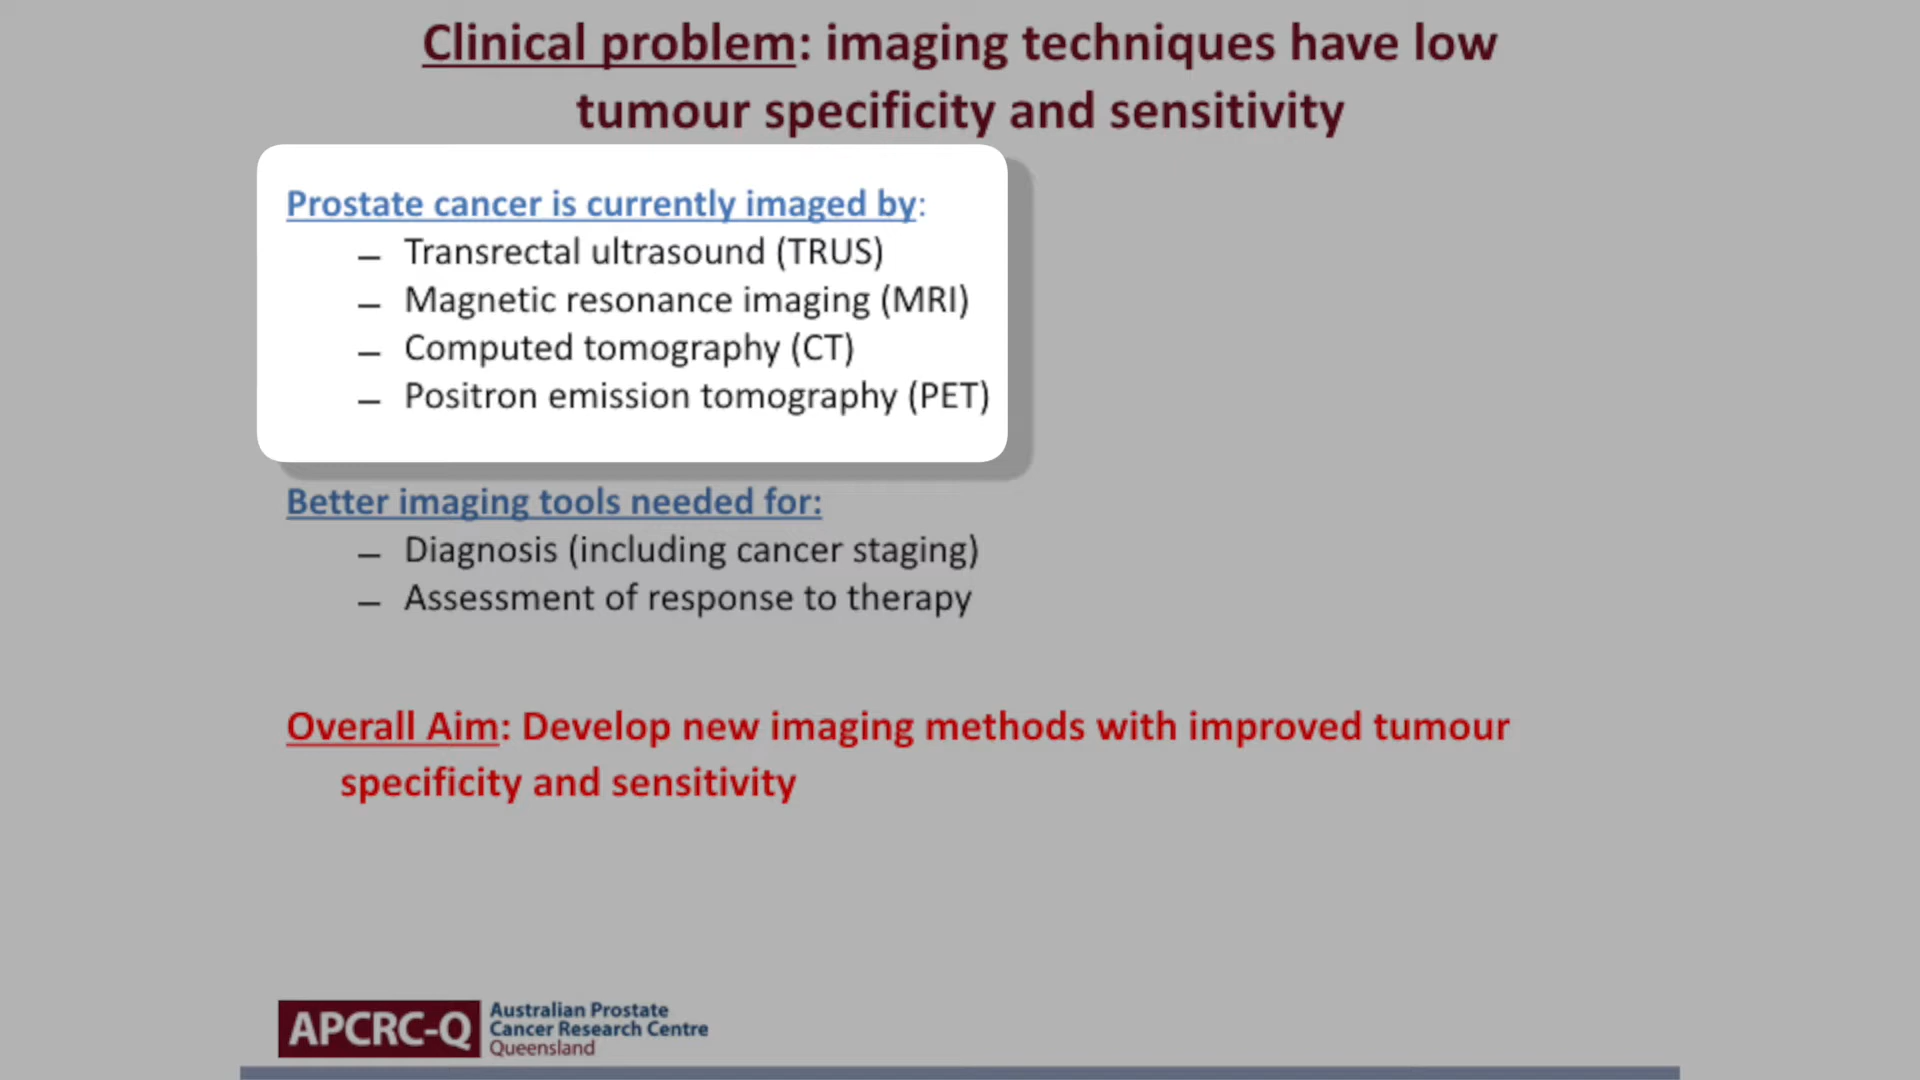 Clinical problem: imaging techniques have low
tumour specificity and sensitivity
Prostate cancer is currently imaged by:
– Transrectal ultrasound (TRUS)
– Magnetic resonance imaging (MRI)
– Computed tomography (CT)
– Positron emission tomography (PET)
Better imaging tools needed for:
– Diagnosis (including cancer staging)
– Assessment of response to therapy
Overall Aim: Develop new imaging methods with improved tumour
specificity and sensitivity
APCRC-Q
Australian Prostate
Cancer Research Centre
Queensland